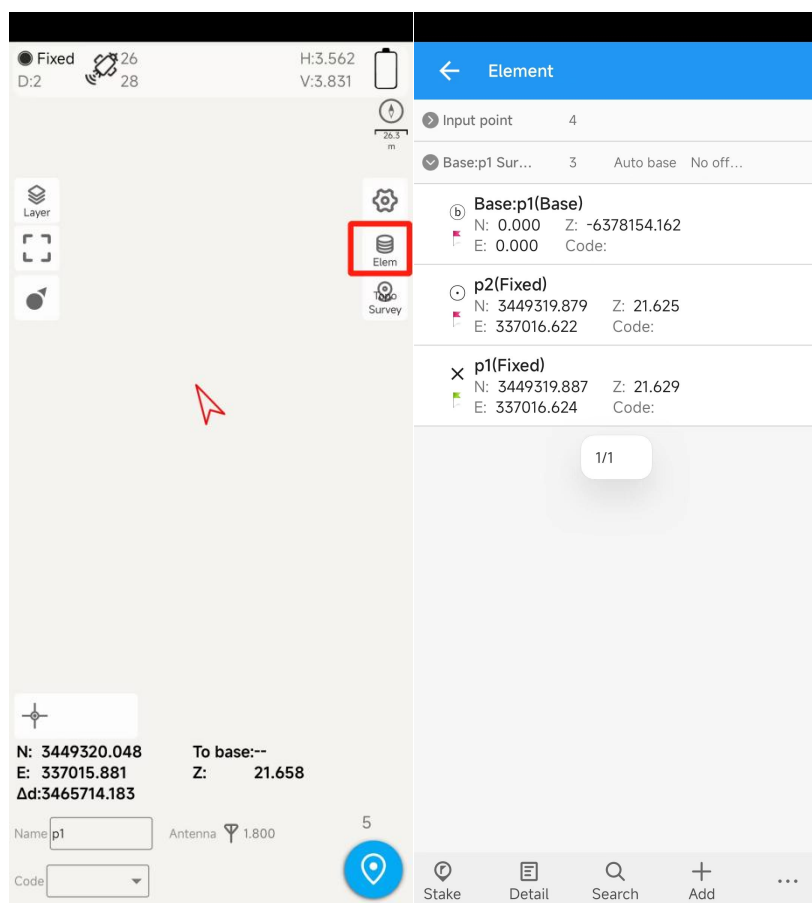 Fixed 26 H:3.562
D:2 28 V:3.831
26.3
m
Layer
Elem
Topo
Survey
N: 3449320.048 To base:--
E: 337015.881 Z: 21.658
Δd:3465714.183
Name p1 Antenna 1.800 5
Code
Element
Input point 4
Base:p1 Sur... 3 Auto base No off...
b
Base:p1(Base)
N: 0.000 Z: -6378154.162
E: 0.000 Code:
p2(Fixed)
N: 3449319.879 Z: 21.625
E: 337016.622 Code:
p1(Fixed)
N: 3449319.887 Z: 21.629
E: 337016.624 Code:
1/1
Stake Detail Search Add